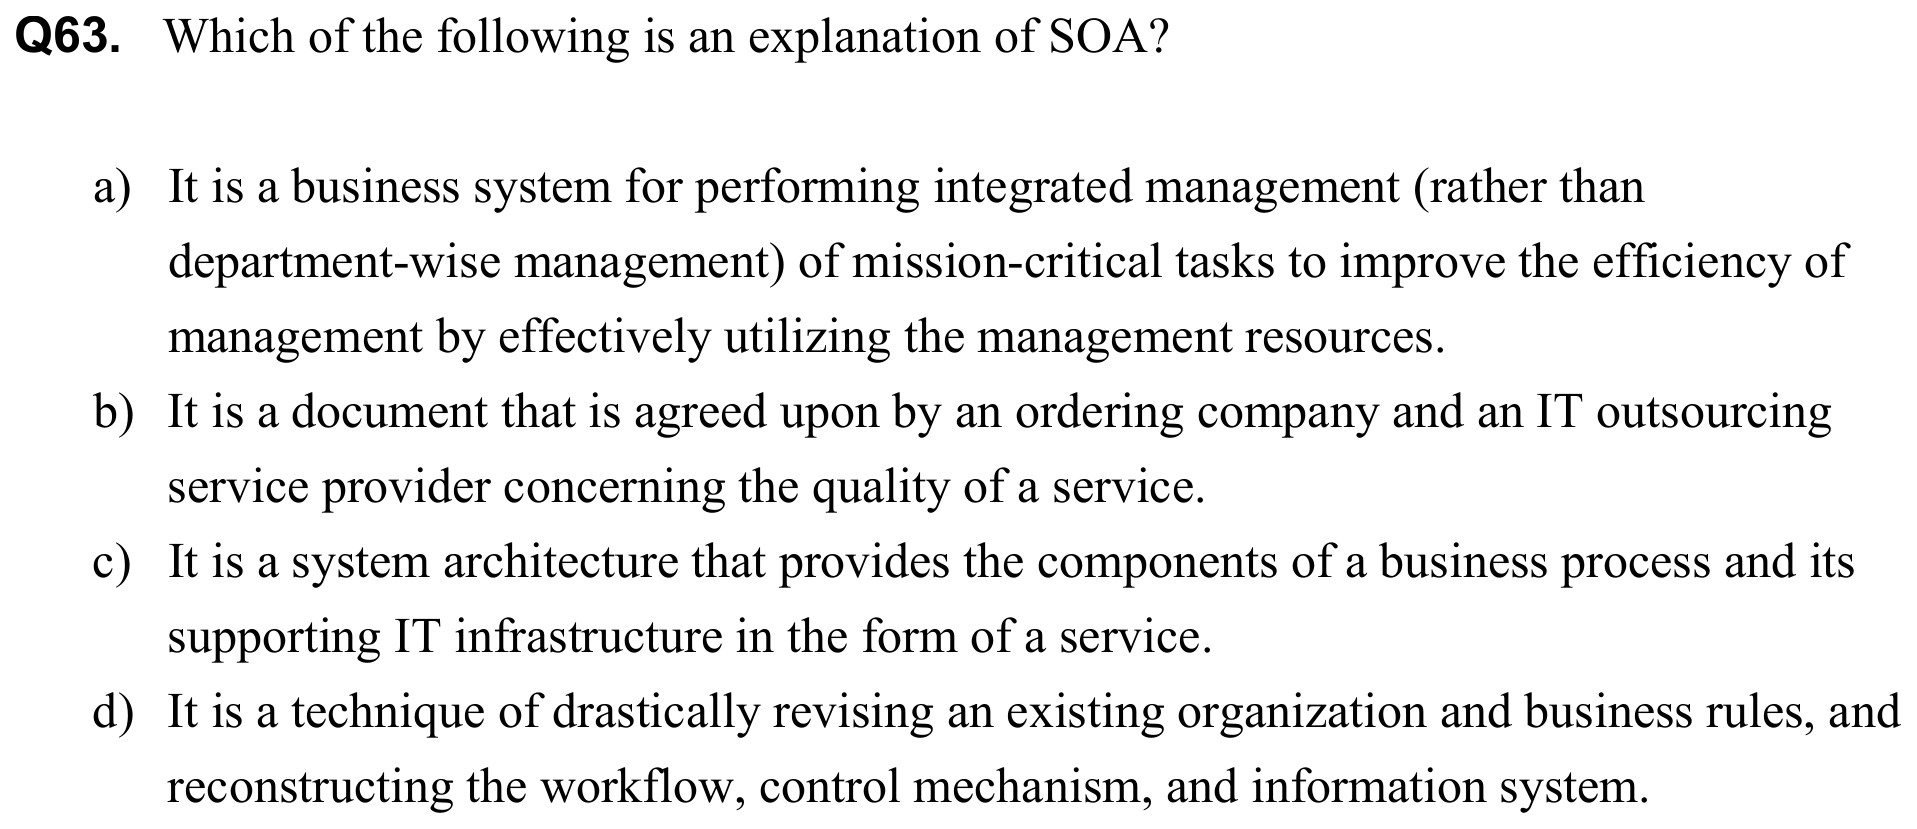 Q63. Which of the following is an explanation of SOA?
a) It is a business system for performing integrated management (rather than
department-wise management) of mission-critical tasks to improve the efficiency of
management by effectively utilizing the management resources.
b) It is a document that is agreed upon by an ordering company and an IT outsourcing
service provider concerning the quality of a service.
c) It is a system architecture that provides the components of a business process and its
supporting IT infrastructure in the form of a service.
d) It is a technique of drastically revising an existing organization and business rules, and
reconstructing the workflow, control mechanism, and information system.